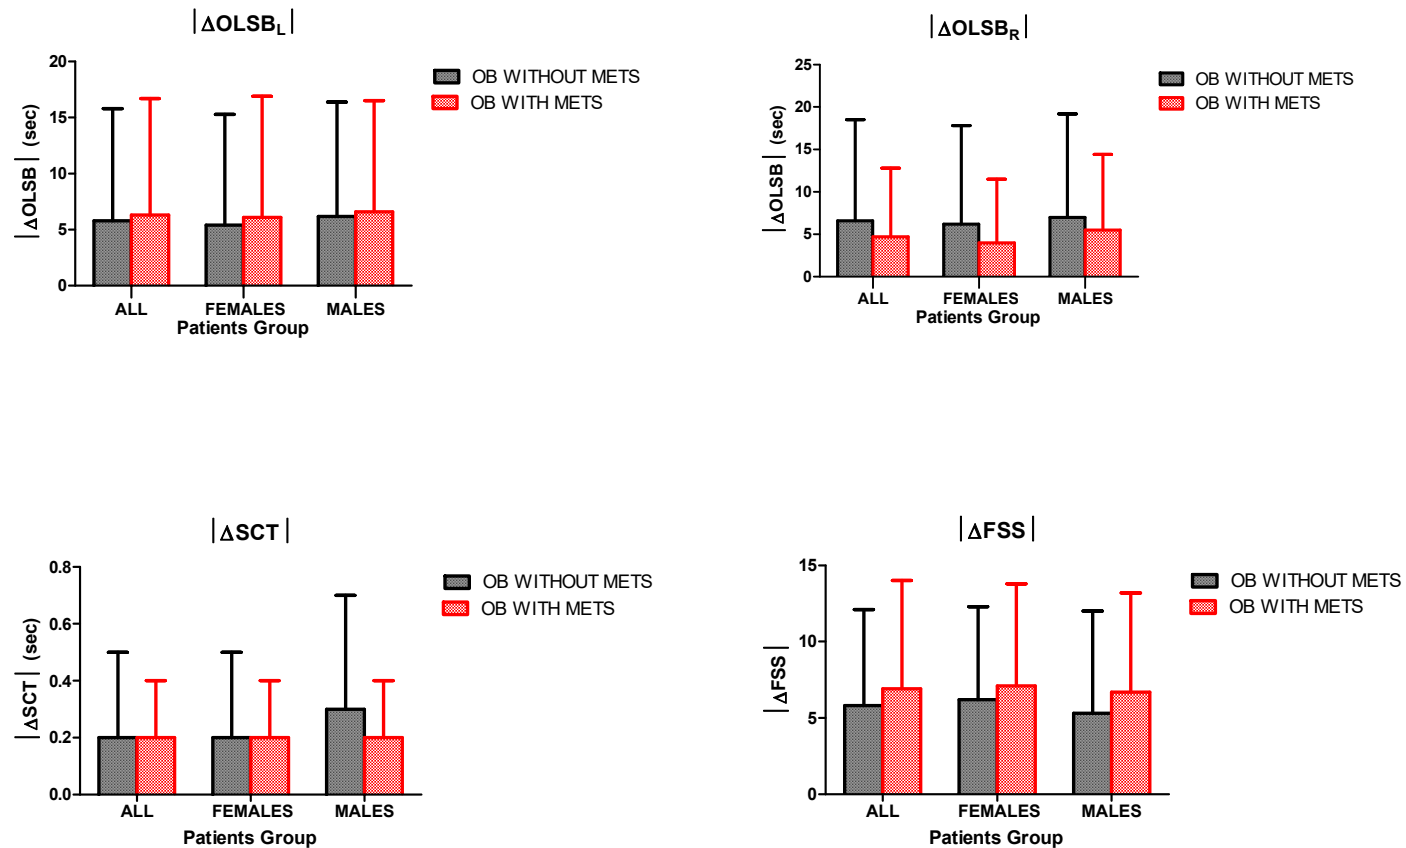 |ΔOLSB_L|
20
15
10
5
0
|ΔOLSB| (sec)
ALL FEMALES MALES
Patients Group
OB WITHOUT METS
OB WITH METS
|ΔOLSB_R|
25
20
15
10
5
0
|ΔOLSB| (sec)
ALL FEMALES MALES
Patients Group
OB WITHOUT METS
OB WITH METS
|ΔSCT|
0.8
0.6
0.4
0.2
0.0
|ΔSCT| (sec)
ALL FEMALES MALES
Patients Group
OB WITHOUT METS
OB WITH METS
|ΔFSS|
15
10
5
0
|ΔFSS|
ALL FEMALES MALES
Patients Group
OB WITHOUT METS
OB WITH METS